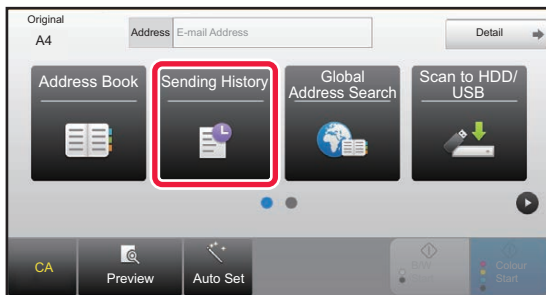 Original
A4
Address
E-mail Address
Detail
Address Book
Sending History
Global
Address Search
Scan to HDD/
USB
CA
Preview
Auto Set
B/W
Start
Colour
Start